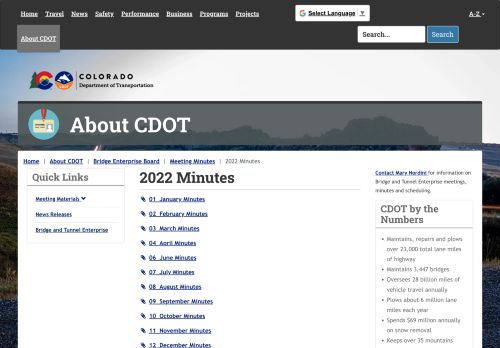 Home Travel News Safety Performance Business Programs Projects
Select Language ▼
A-Z
About CDOT
Search...
Search
COLORADO
Department of Transportation
About CDOT
Home | About CDOT | Bridge Enterprise Board | Meeting Minutes | 2022 Minutes
Quick Links
Meeting Materials
News Releases
Bridge and Tunnel Enterprise
2022 Minutes
01 January Minutes
02 February Minutes
03 March Minutes
04 April Minutes
06 June Minutes
07 July Minutes
08 August Minutes
09 September Minutes
10 October Minutes
11 November Minutes
12 December Minutes
Contact Mary Nordini for information on
Bridge and Tunnel Enterprise meetings,
minutes and scheduling.
CDOT by the
Numbers
Maintains, repairs and plows
over 23,000 total lane miles
of highway
Maintains 3,447 bridges
Oversees 28 billion miles of
vehicle travel annually
Plows about 6 million lane
miles each year
Spends $69 million annually
on snow removal
Keeps over 35 mountains